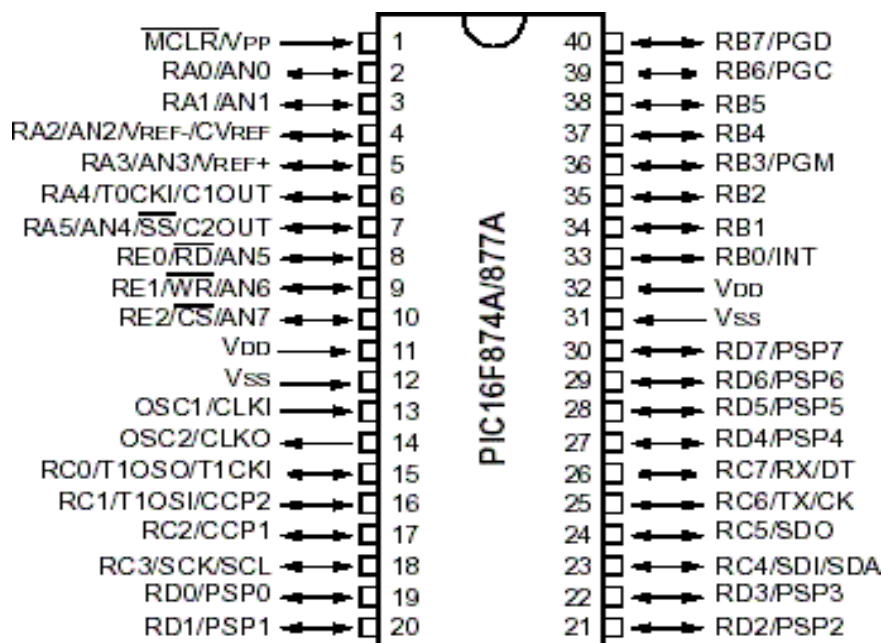 MCLR/VPP 1 40 RB7/PGD
RA0/AN0 2 39 RB6/PGC
RA1/AN1 3 38 RB5
RA2/AN2/VREF-/CVREF 4 37 RB4
RA3/AN3/VREF+ 5 36 RB3/PGM
RA4/T0CKI/C1OUT 6 35 RB2
RA5/AN4/SS/C2OUT 7 34 RB1
RE0/RD/AN5 8 33 RB0/INT
RE1/WR/AN6 9 32 VDD
RE2/CS/AN7 10 31 VSS
VDD 11 30 RD7/PSP7
VSS 12 29 RD6/PSP6
OSC1/CLKI 13 28 RD5/PSP5
OSC2/CLKO 14 27 RD4/PSP4
RC0/T1OSO/T1CKI 15 26 RC7/RX/DT
RC1/T1OSI/CCP2 16 25 RC6/TX/CK
RC2/CCP1 17 24 RC5/SDO
RC3/SCK/SCL 18 23 RC4/SDI/SDA
RD0/PSP0 19 22 RD3/PSP3
RD1/PSP1 20 21 RD2/PSP2
PIC16F874A/877A